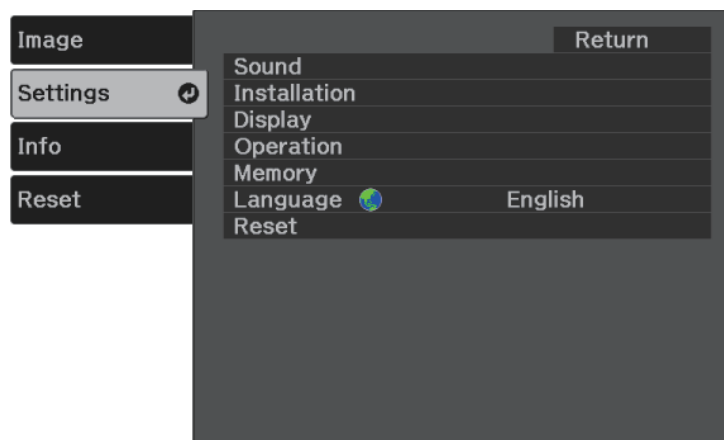 Image
Settings
Info
Reset
Return
Sound
Installation
Display
Operation
Memory
Language English
Reset